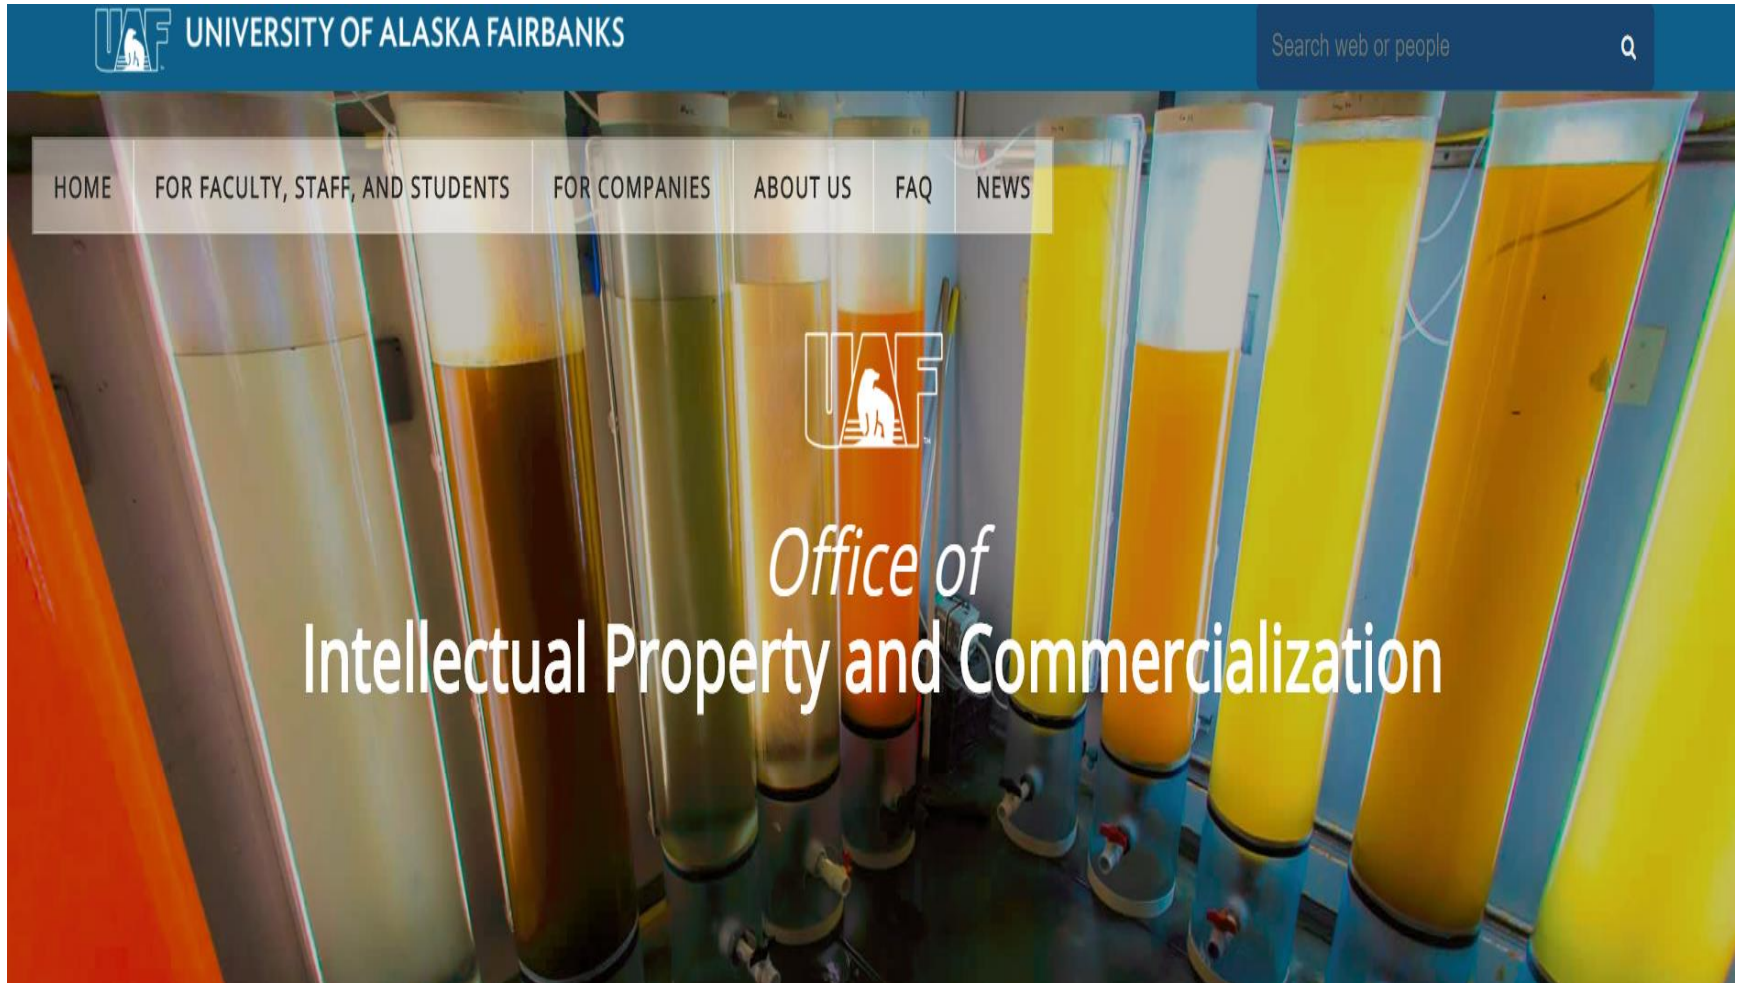 UAF UNIVERSITY OF ALASKA FAIRBANKS
Search web or people
HOME FOR FACULTY, STAFF, AND STUDENTS FOR COMPANIES ABOUT US FAQ NEWS
UAF
Office of
Intellectual Property and Commercialization